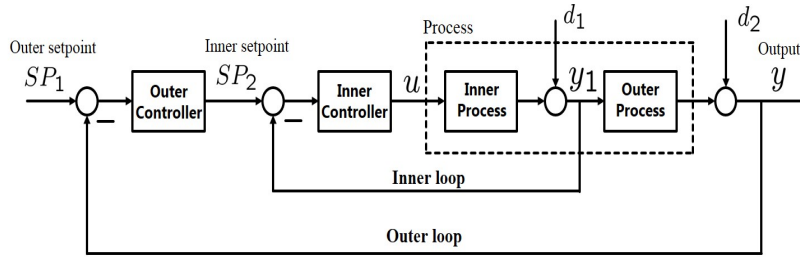 Process
d₁
d₂
Outer setpoint
Inner setpoint
Output
SP₁
SP₂
u
y₁
y
Outer
Controller
Inner
Controller
Inner
Process
Outer
Process
−
−
Inner loop
Outer loop